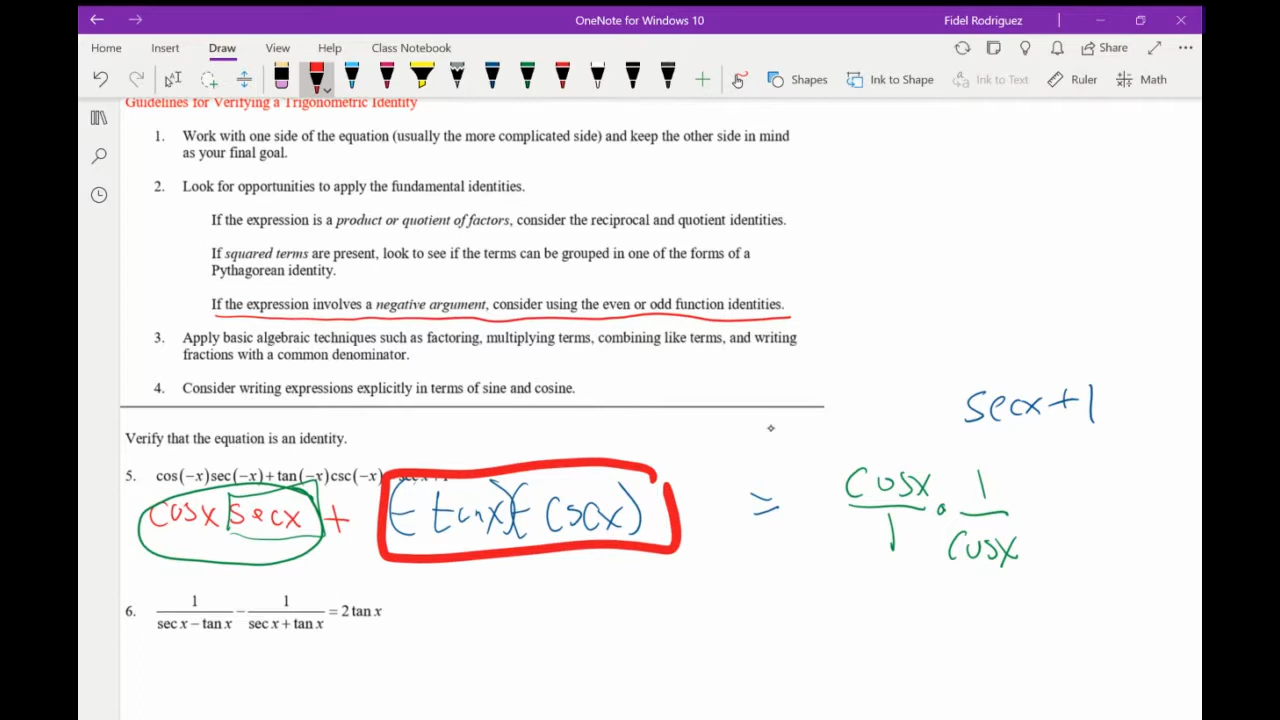 OneNote for Windows 10
Fidel Rodriguez
Home Insert Draw View Help Class Notebook
Share
Shapes Ink to Shape Ink to Text Ruler Math
Guidelines for Verifying a Trigonometric Identity
1. Work with one side of the equation (usually the more complicated side) and keep the other side in mind
as your final goal.
2. Look for opportunities to apply the fundamental identities.
If the expression is a product or quotient of factors, consider the reciprocal and quotient identities.
If squared terms are present, look to see if the terms can be grouped in one of the forms of a
Pythagorean identity.
If the expression involves a negative argument, consider using the even or odd function identities.
3. Apply basic algebraic techniques such as factoring, multiplying terms, combining like terms, and writing
fractions with a common denominator.
4. Consider writing expressions explicitly in terms of sine and cosine.
secx+1
Verify that the equation is an identity.
5. cos(−x)sec(−x)+tan(−x)csc(−x)
cosx secx + (-tanx)(-cscx) = cosx/1 · 1/cosx
6. 1/(sec x − tan x) − 1/(sec x + tan x) = 2 tan x